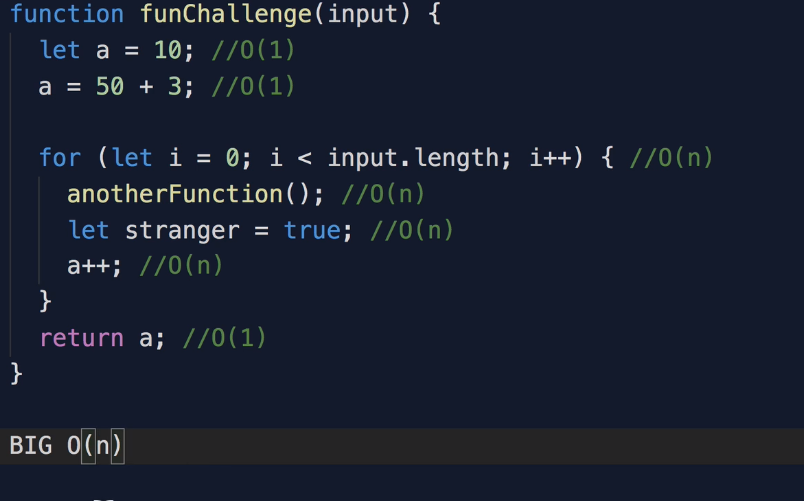 function funChallenge(input) {
let a = 10; //O(1)
a = 50 + 3; //O(1)
for (let i = 0; i < input.length; i++) { //O(n)
anotherFunction(); //O(n)
let stranger = true; //O(n)
a++; //O(n)
}
return a; //O(1)
}
BIG O(n)